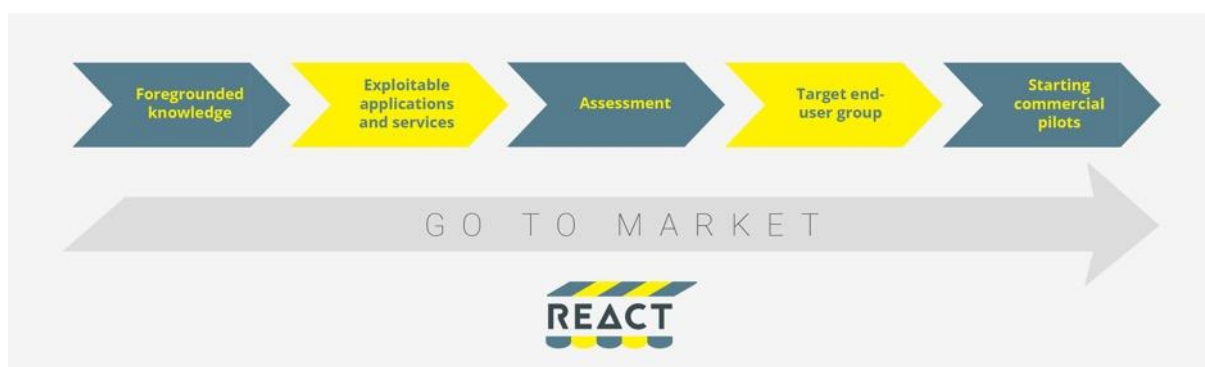 Foregrounded
knowledge
Exploitable
applications
and services
Assessment
Target end-
user group
Starting
commercial
pilots
GO TO MARKET
REACT